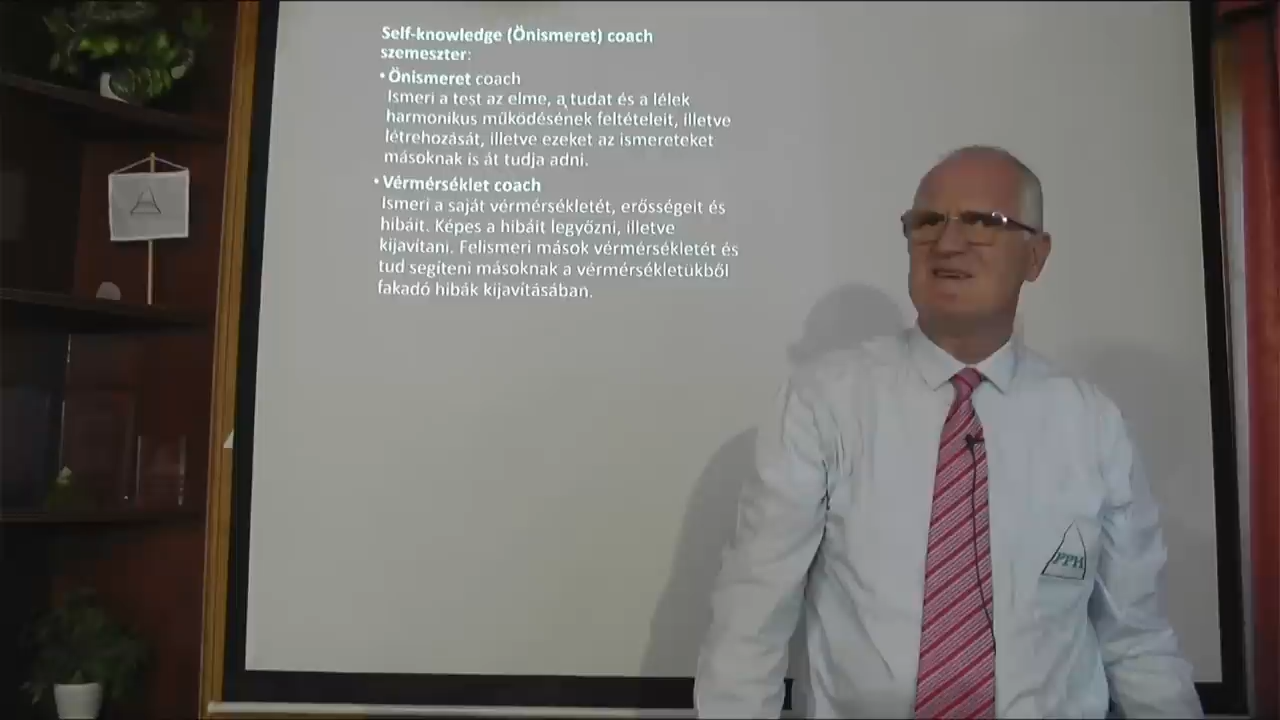 Self-knowledge (Önismeret) coach
szemeszter:
• Önismeret coach
Ismeri a test az elme, a tudat és a lélek
harmonikus működésének feltételeit, illetve
létrehozását, illetve ezeket az ismereteket
másoknak is át tudja adni.
• Vérmérséklet coach
Ismeri a saját vérmérsékletét, erősségeit és
hibáit. Képes a hibáit legyőzni, illetve
kijavítani. Felismeri mások vérmérsékletét és
tud segíteni másoknak a vérmérsékletükből
fakadó hibák kijavításában.
PPH